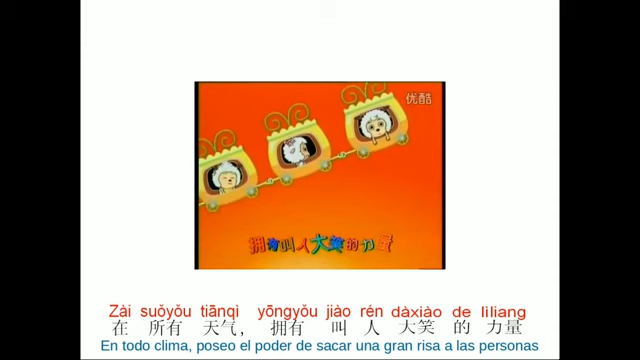 优酷
拥有叫人大笑的力量
Zài suǒyǒu tiānqì yōngyǒu jiào rén dàxiào de lìliang
在 所有 天气, 拥有 叫 人 大笑 的 力量
En todo clima, poseo el poder de sacar una gran risa a las personas